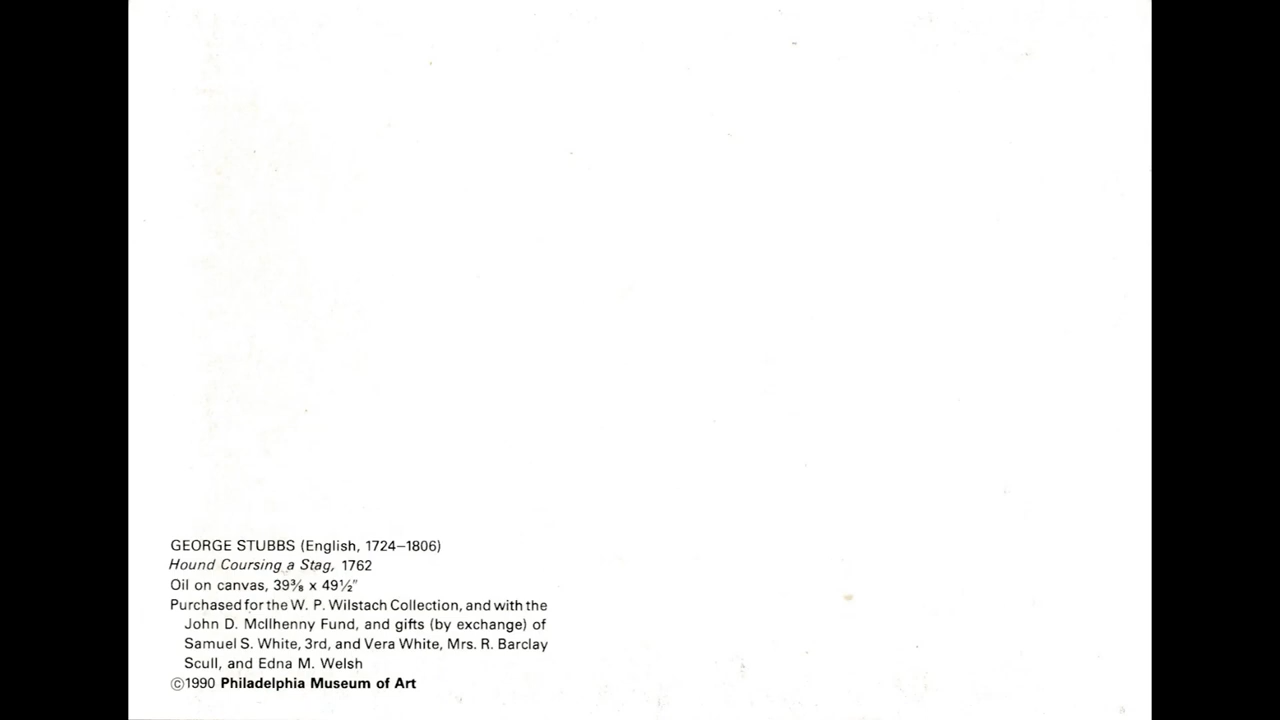 GEORGE STUBBS (English, 1724–1806)
Hound Coursing a Stag, 1762
Oil on canvas, 39⅜ x 49½"
Purchased for the W. P. Wilstach Collection, and with the
John D. McIlhenny Fund, and gifts (by exchange) of
Samuel S. White, 3rd, and Vera White, Mrs. R. Barclay
Scull, and Edna M. Welsh
©1990 Philadelphia Museum of Art